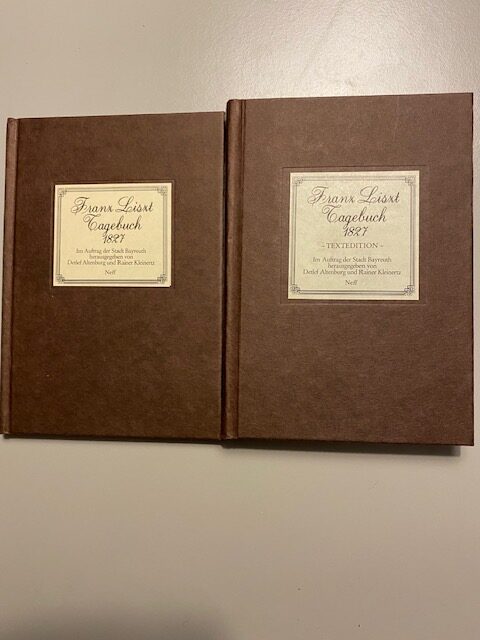 Franz Liszt
Tagebuch
1827
Im Auftrag der Stadt Bayreuth
herausgegeben von
Detlef Altenburg und Rainer Kleinertz
Neff
Franz Liszt
Tagebuch
1827
- TEXTEDITION -
Im Auftrag der Stadt Bayreuth
herausgegeben von
Detlef Altenburg und Rainer Kleinertz
Neff